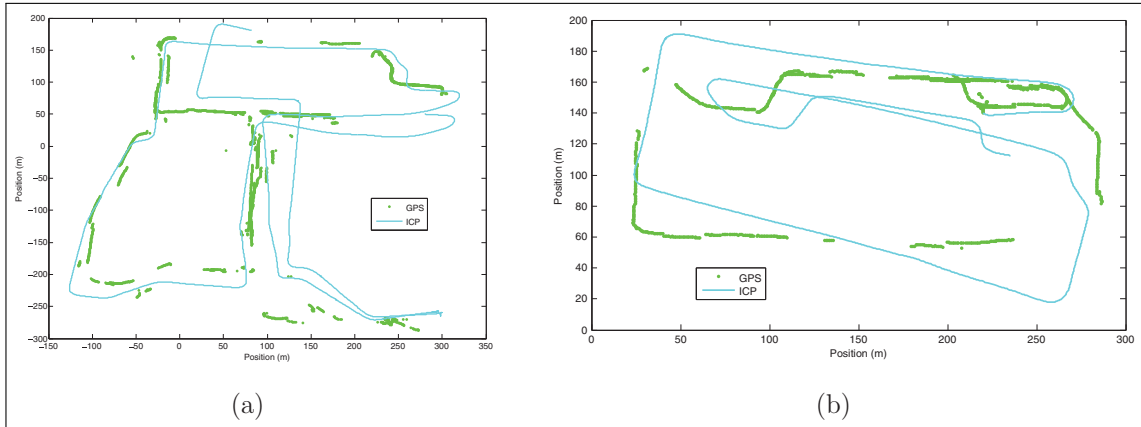 200
150
100
50
0
−50
−100
−150
−200
−250
−300
Position (m)
GPS
ICP
−150 −100 −50 0 50 100 150 200 250 300 350
Position (m)
(a)
200
180
160
140
120
100
80
60
40
20
0
Position (m)
GPS
ICP
0 50 100 150 200 250 300
Position (m)
(b)